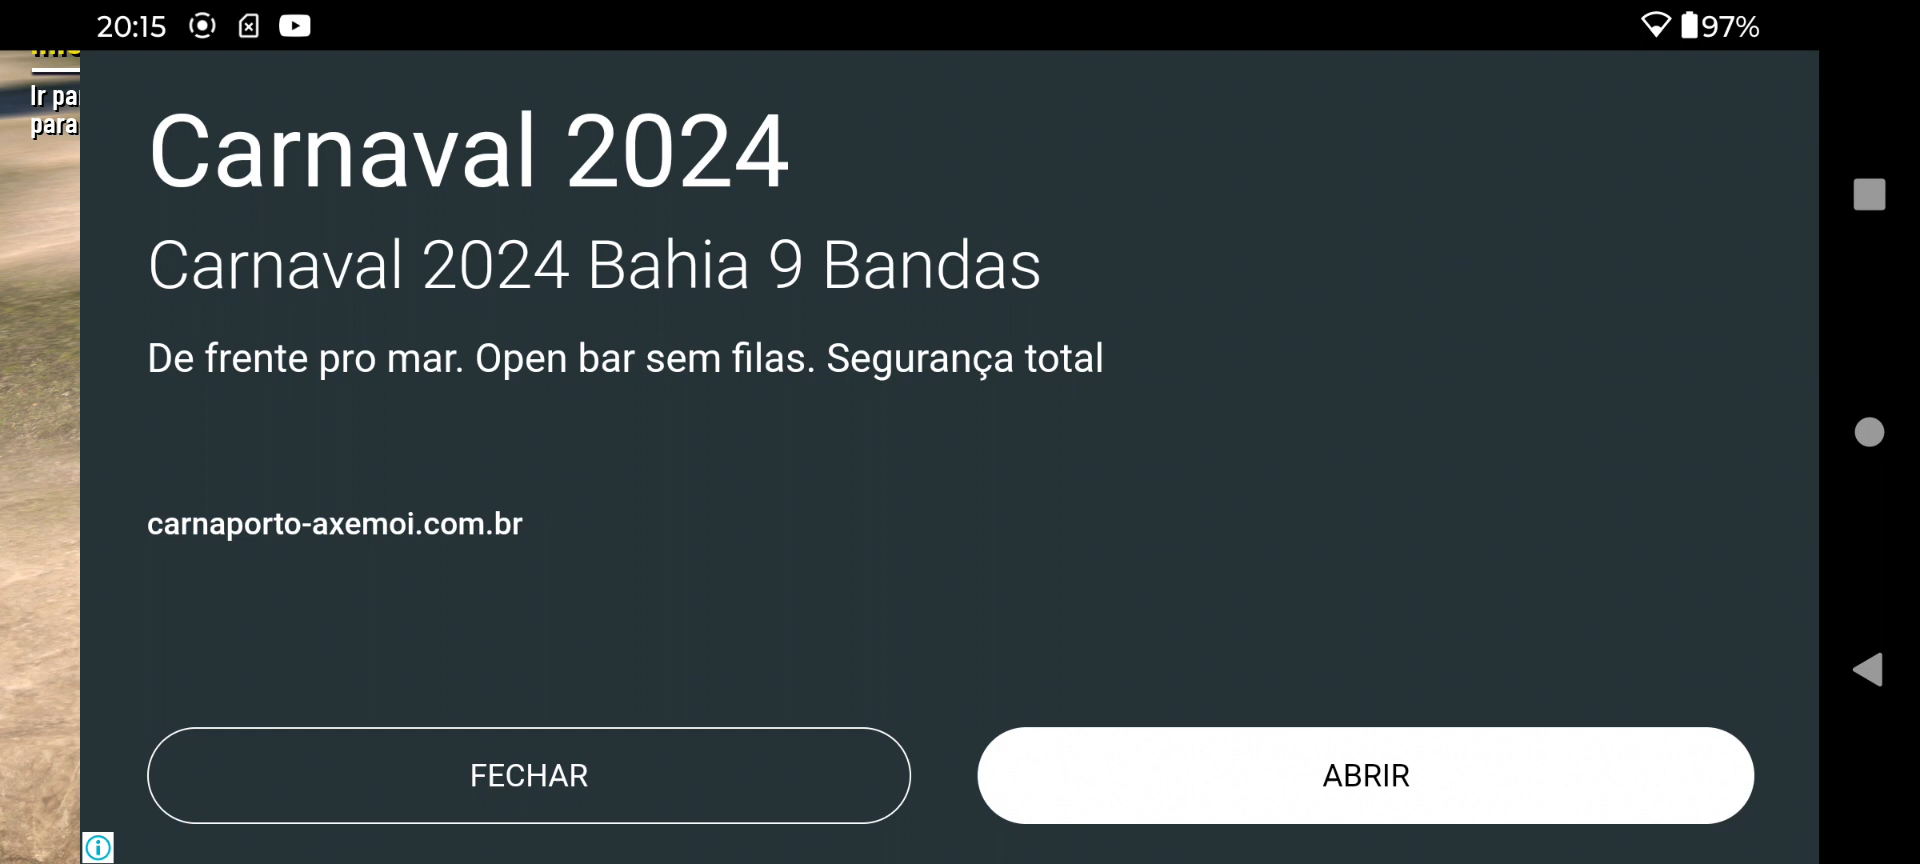 20:15
97%
Ir
para
Carnaval 2024
Carnaval 2024 Bahia 9 Bandas
De frente pro mar. Open bar sem filas. Segurança total
carnaporto-axemoi.com.br
FECHAR
ABRIR